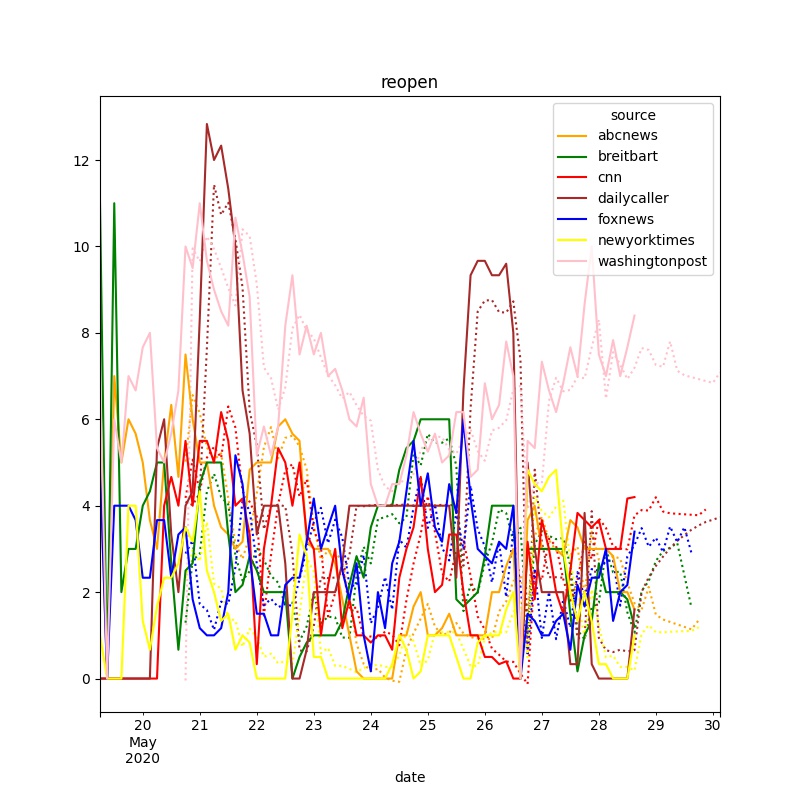 reopen
source
abcnews
breitbart
cnn
dailycaller
foxnews
newyorktimes
washingtonpost
12
10
8
6
4
2
0
20 21 22 23 24 25 26 27 28 29 30
May
2020
date